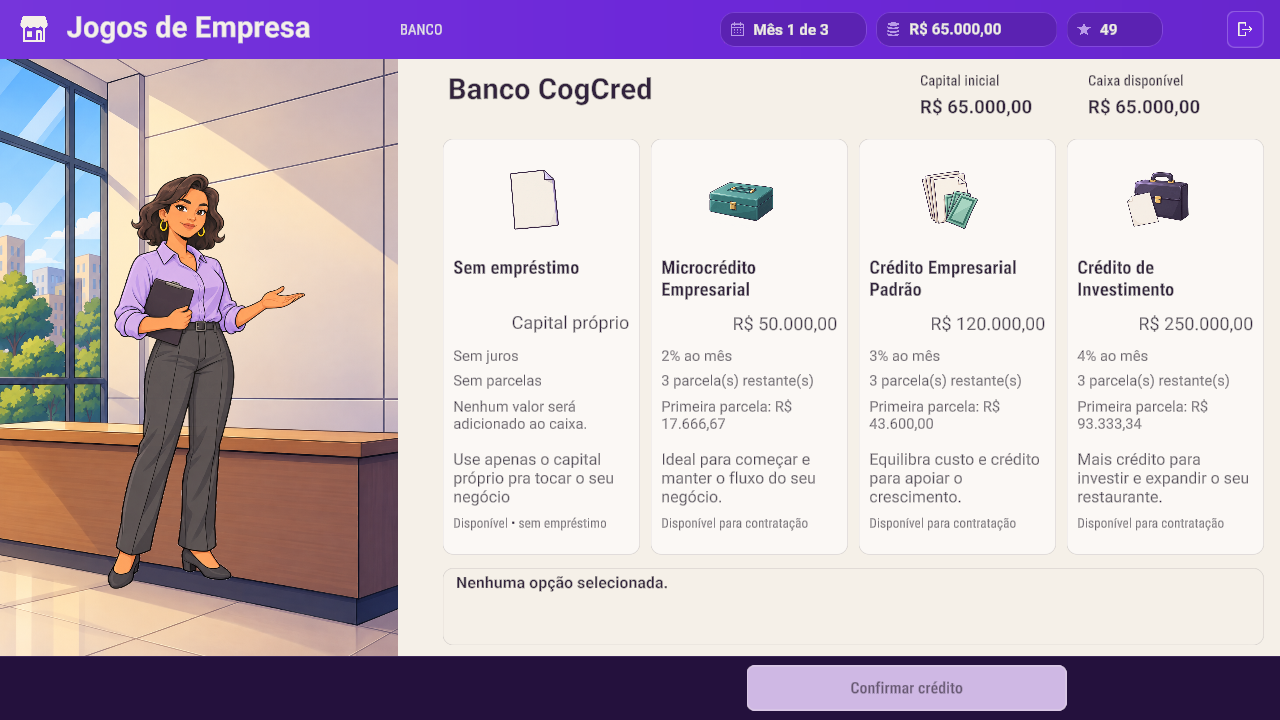 Jogos de Empresa
BANCO
Mês 1 de 3
R$ 65.000,00
49
Banco CogCred
Capital inicial
R$ 65.000,00
Caixa disponível
R$ 65.000,00
Sem empréstimo
Capital próprio
Sem juros
Sem parcelas
Nenhum valor será
adicionado ao caixa.
Use apenas o capital
próprio pra tocar o seu
negócio
Disponível • sem empréstimo
Microcrédito
Empresarial
R$ 50.000,00
2% ao mês
3 parcela(s) restante(s)
Primeira parcela: R$
17.666,67
Ideal para começar e
manter o fluxo do seu
negócio.
Disponível para contratação
Crédito Empresarial
Padrão
R$ 120.000,00
3% ao mês
3 parcela(s) restante(s)
Primeira parcela: R$
43.600,00
Equilibra custo e crédito
para apoiar o
crescimento.
Disponível para contratação
Crédito de
Investimento
R$ 250.000,00
4% ao mês
3 parcela(s) restante(s)
Primeira parcela: R$
93.333,34
Mais crédito para
investir e expandir o seu
restaurante.
Disponível para contratação
Nenhuma opção selecionada.
Confirmar crédito